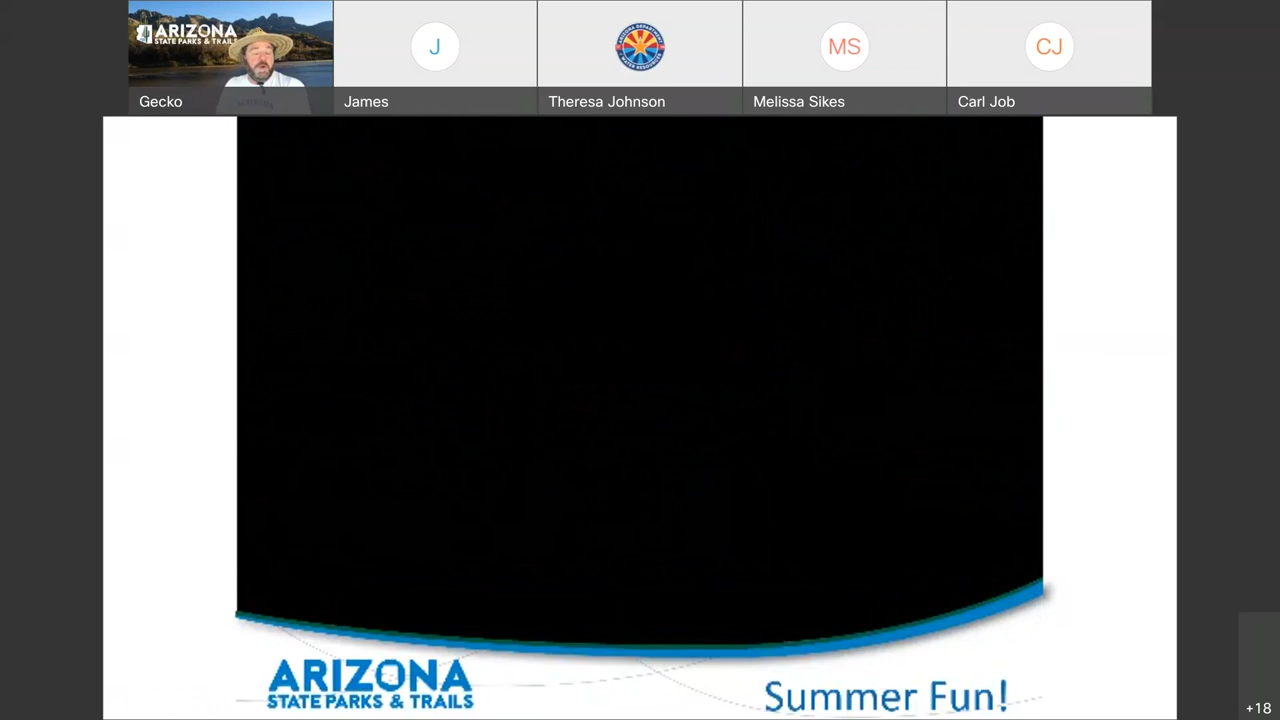 ARIZONA
STATE PARKS & TRAILS
Gecko
J
James
Theresa Johnson
MS
Melissa Sikes
CJ
Carl Job
ARIZONA
STATE PARKS & TRAILS
Summer Fun!
+18